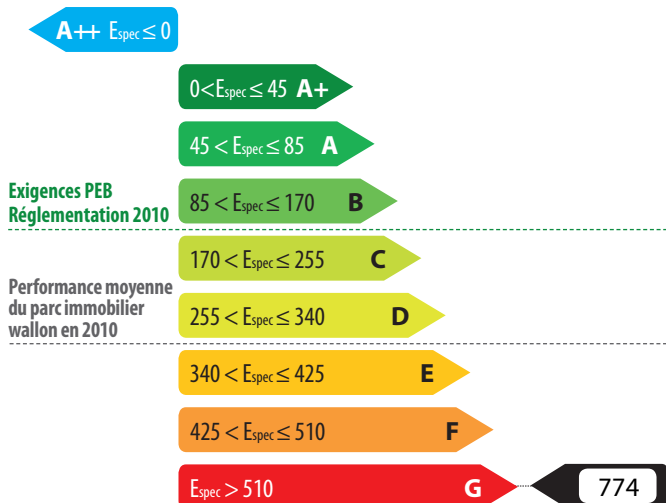 A++ Espec ≤ 0
0 < Espec ≤ 45 A+
45 < Espec ≤ 85 A
Exigences PEB
Réglementation 2010
85 < Espec ≤ 170 B
170 < Espec ≤ 255 C
Performance moyenne
du parc immobilier
wallon en 2010
255 < Espec ≤ 340 D
340 < Espec ≤ 425 E
425 < Espec ≤ 510 F
Espec > 510 G 774